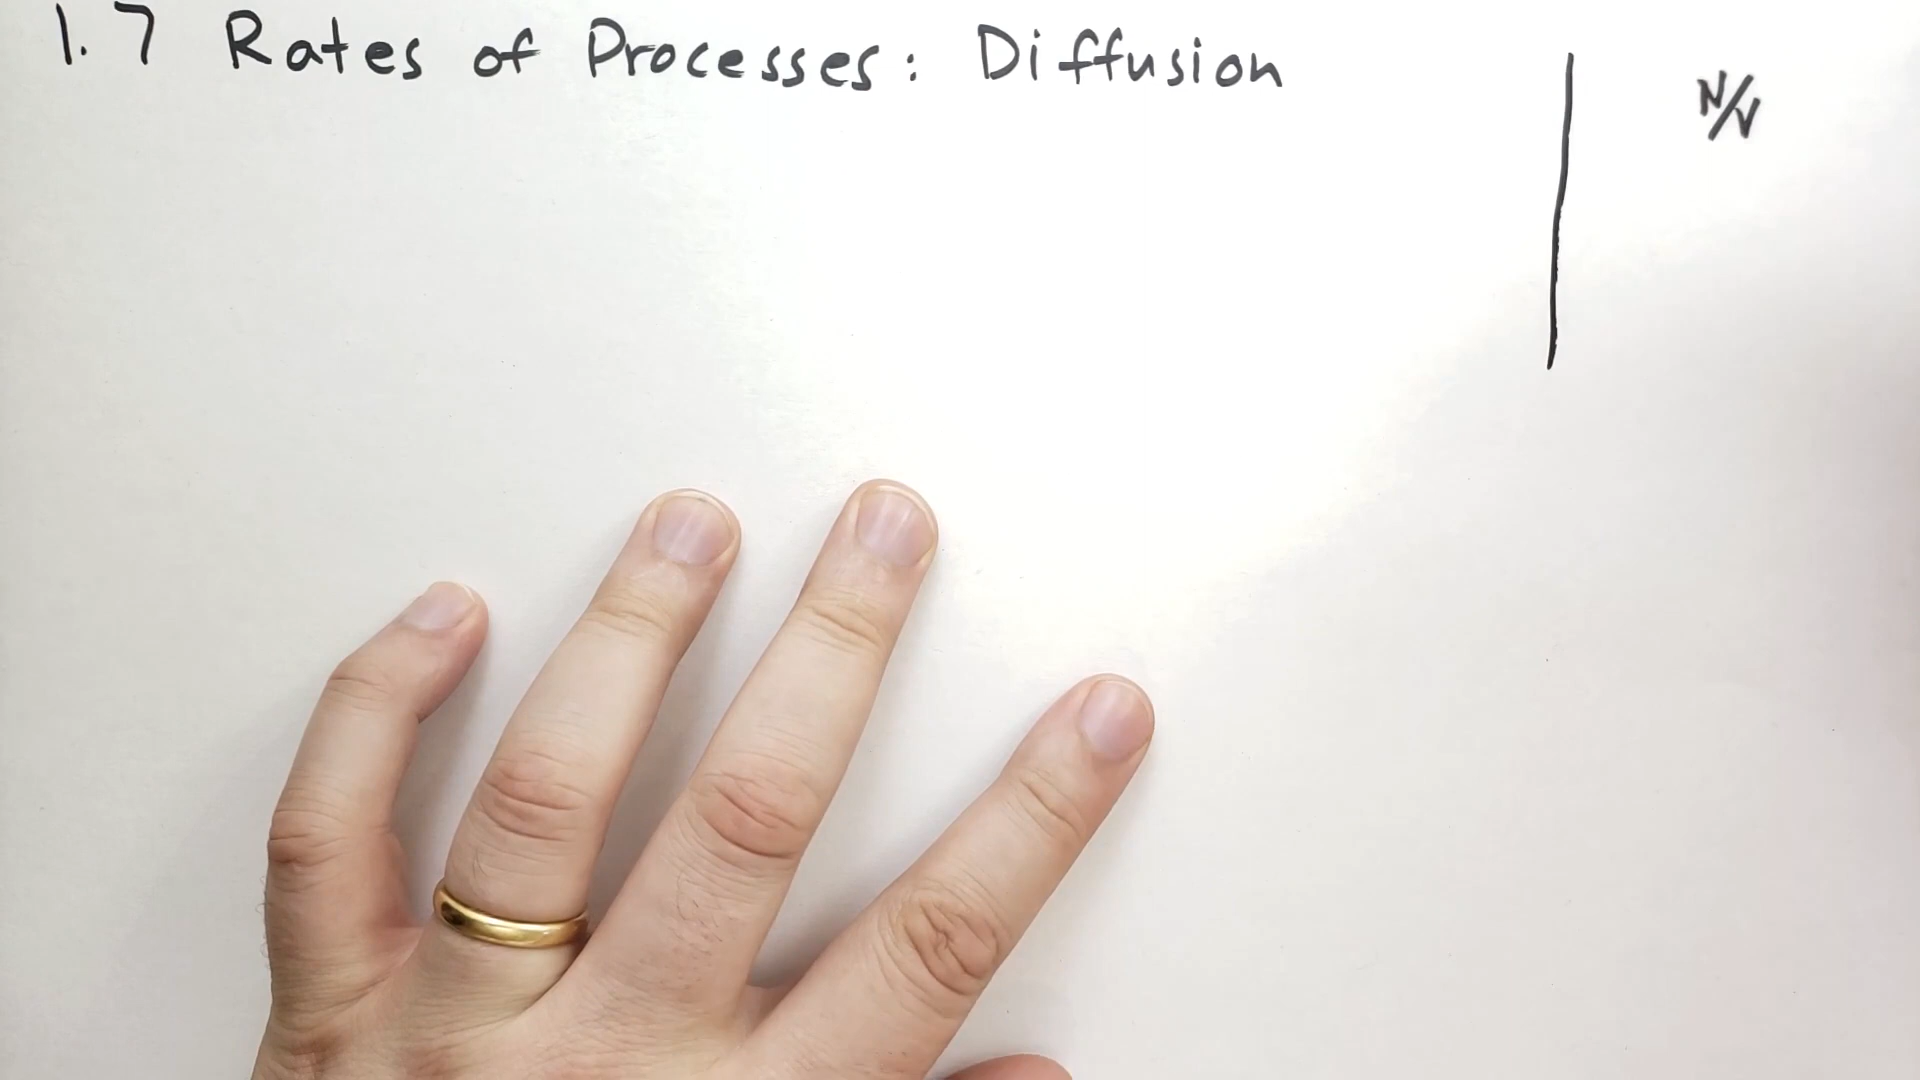 1.7 Rates of Processes: Diffusion
N/V